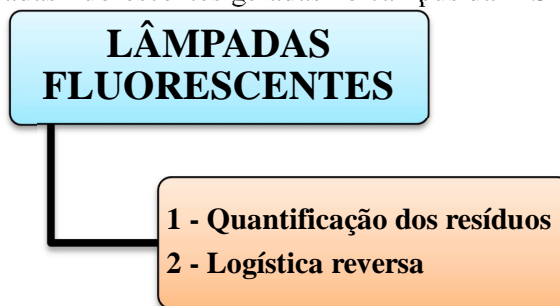 LÂMPADAS
FLUORESCENTES
1 - Quantificação dos resíduos
2 - Logística reversa